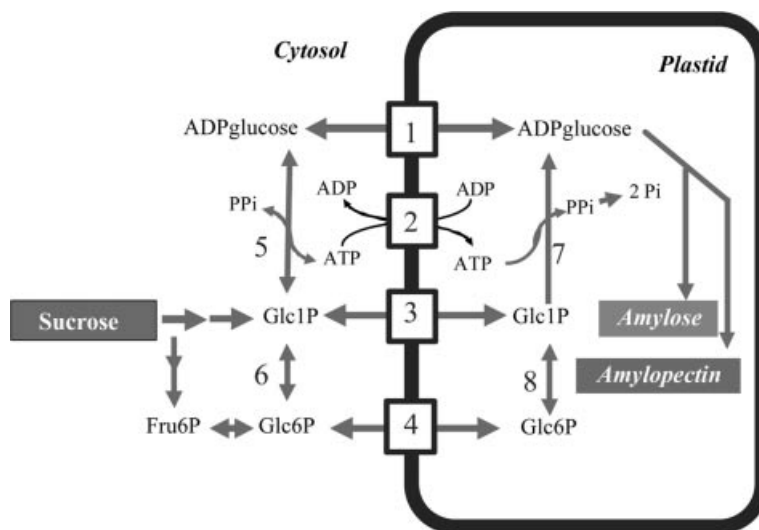 Cytosol
Plastid
ADPglucose
1
ADPglucose
ADP
ADP
PPi
2
PPi
2 Pi
5
ATP
ATP
7
Sucrose
Glc1P
3
Glc1P
Amylose
6
8
Amylopectin
Fru6P
Glc6P
4
Glc6P